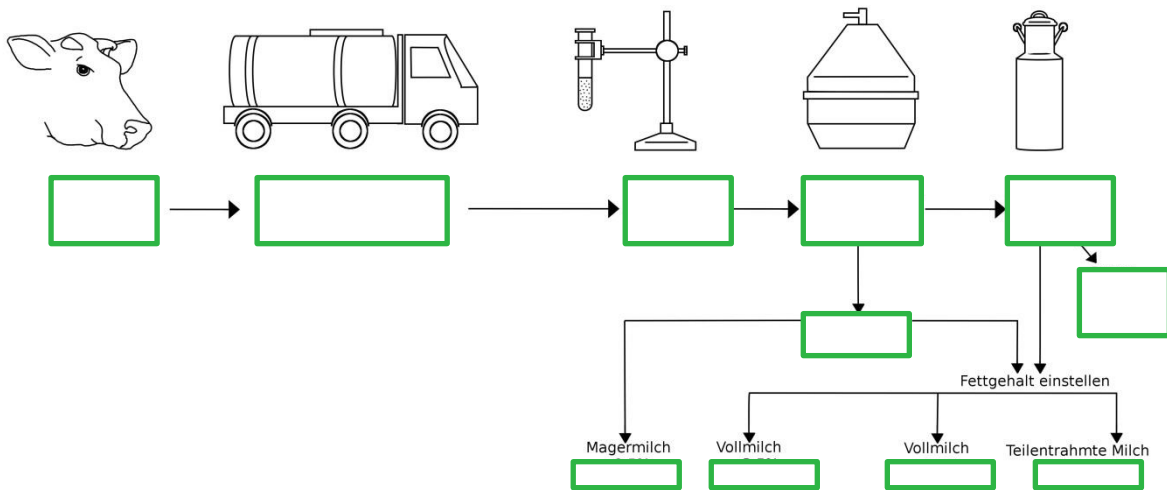 Fettgehalt einstellen
Magermilch
Vollmilch
Vollmilch
Teilentrahmte Milch